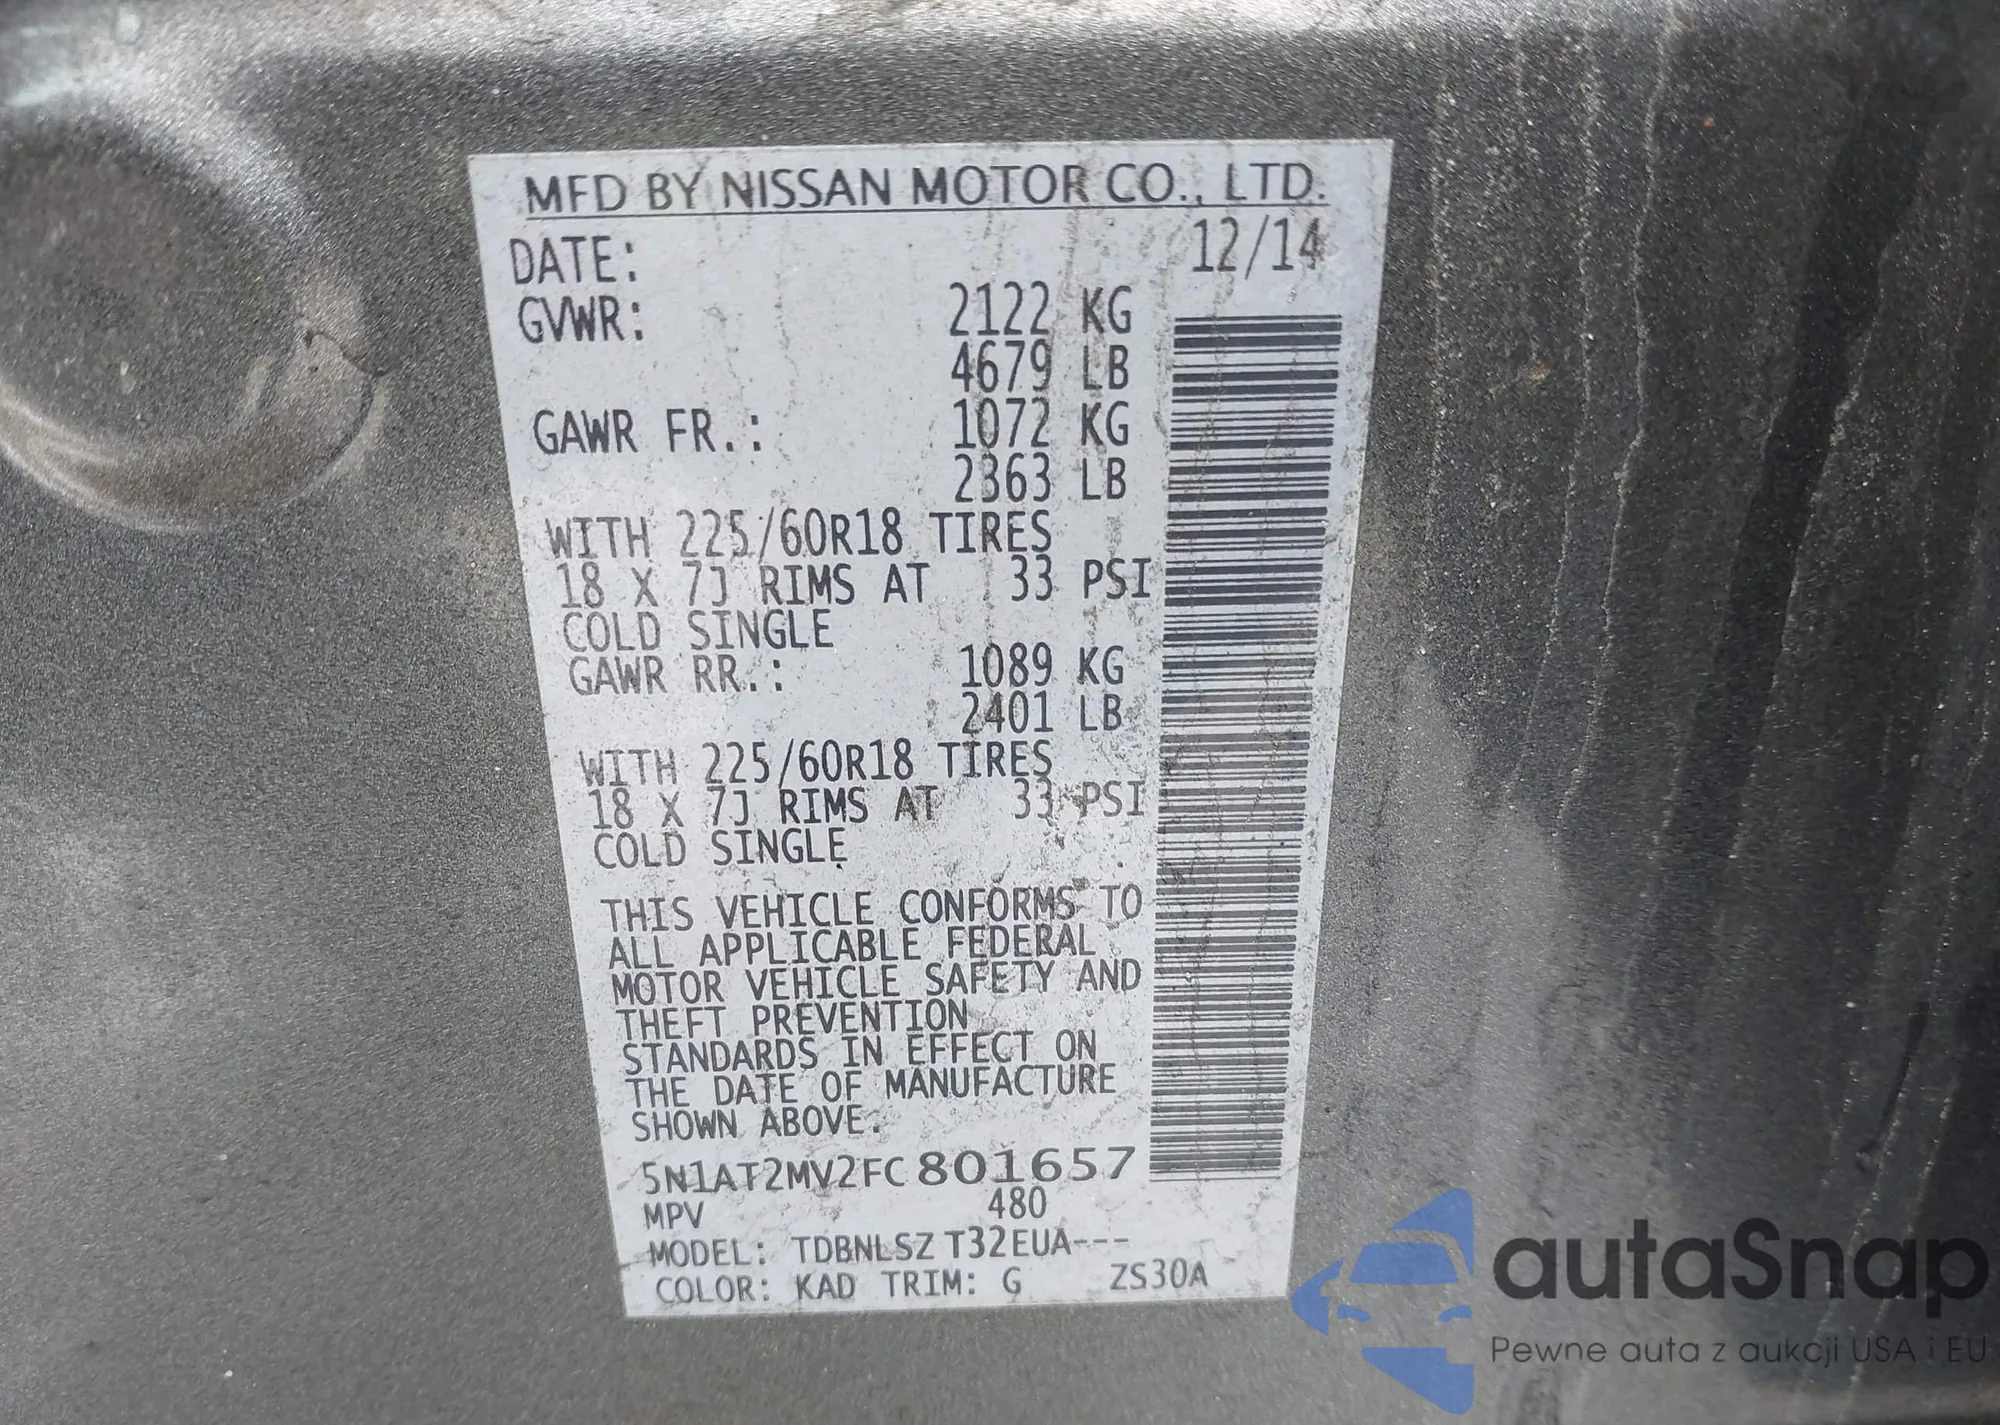 MFD BY NISSAN MOTOR CO., LTD.
DATE: 12/14
GVWR: 2122 KG
4679 LB
GAWR FR.: 1072 KG
2363 LB
WITH 225/60R18 TIRES
18 X 7J RIMS AT 33 PSI
COLD SINGLE
GAWR RR.: 1089 KG
2401 LB
WITH 225/60R18 TIRES
18 X 7J RIMS AT 33 PSI
COLD SINGLE
THIS VEHICLE CONFORMS TO
ALL APPLICABLE FEDERAL
MOTOR VEHICLE SAFETY AND
THEFT PREVENTION
STANDARDS IN EFFECT ON
THE DATE OF MANUFACTURE
SHOWN ABOVE.
5N1AT2MV2FC801657
MPV 480
MODEL: TDBNLSZ T32EUA---
COLOR: KAD TRIM: G ZS30A
autaSnap
Pewne auta z aukcji USA i EU